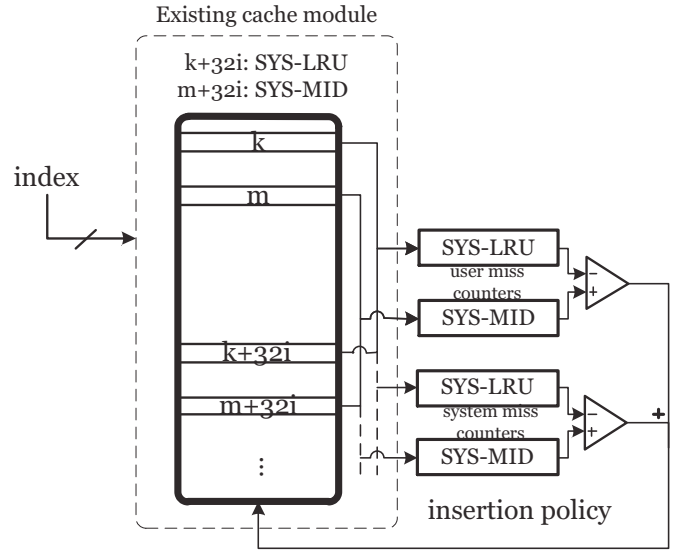 Existing cache module
k+32i: SYS-LRU
m+32i: SYS-MID
k
index
m
SYS-LRU
user miss
counters
SYS-MID
k+32i
m+32i
SYS-LRU
system miss
counters
SYS-MID
⋮
insertion policy
−
+
−
+
+